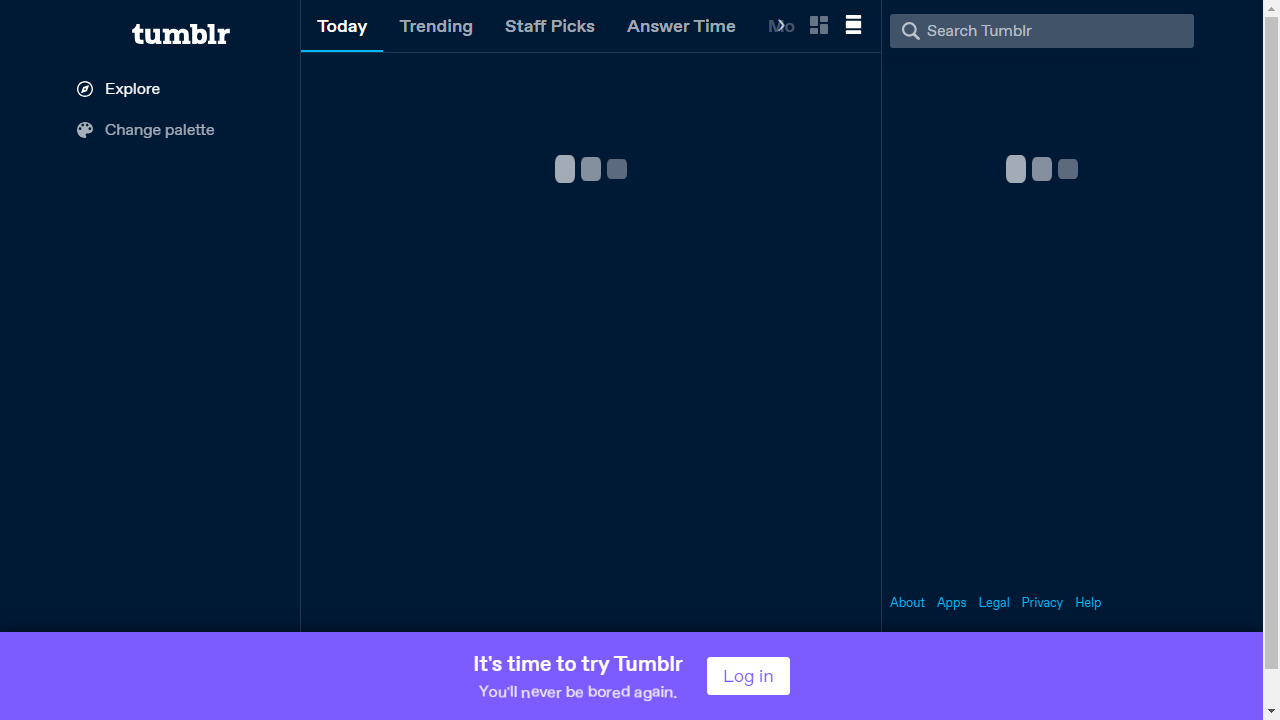 tumblr
Explore
Change palette
Today Trending Staff Picks Answer Time Mo
Search Tumblr
About Apps Legal Privacy Help
It's time to try Tumblr
You'll never be bored again.
Log in